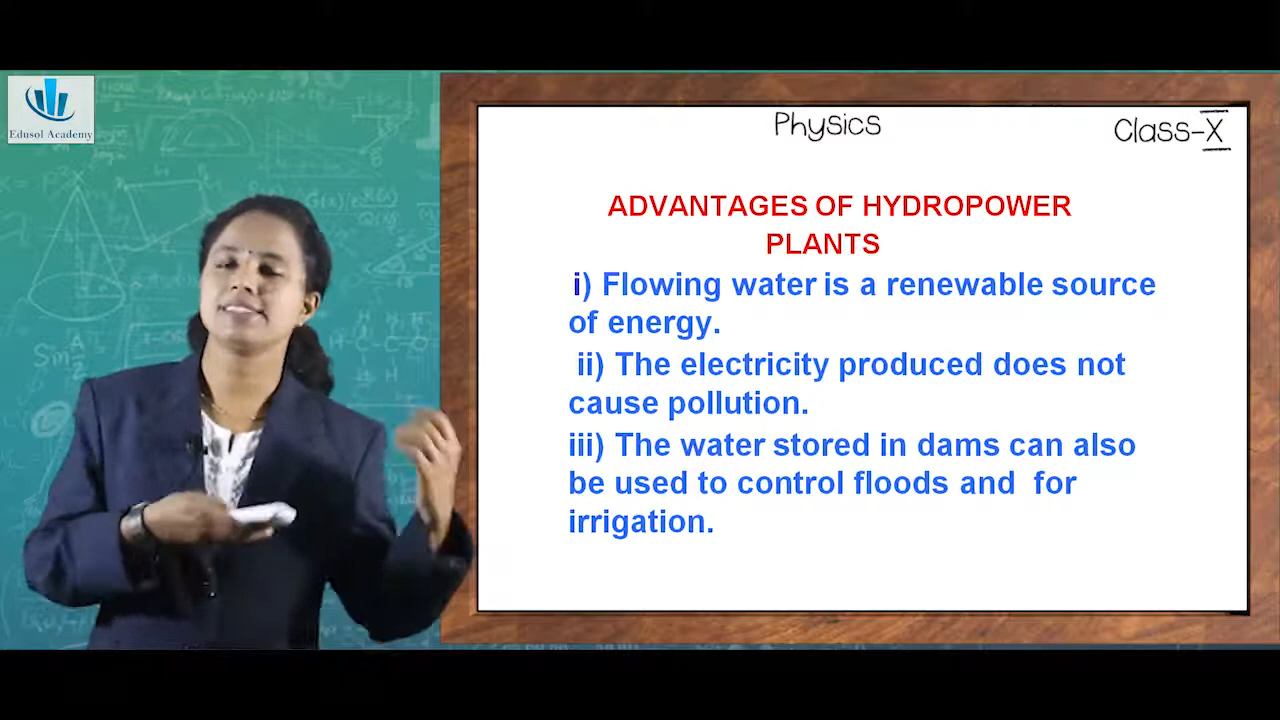 Edusol Academy
Physics
Class-X
ADVANTAGES OF HYDROPOWER
PLANTS
i) Flowing water is a renewable source
of energy.
ii) The electricity produced does not
cause pollution.
iii) The water stored in dams can also
be used to control floods and for
irrigation.
Sin A/2